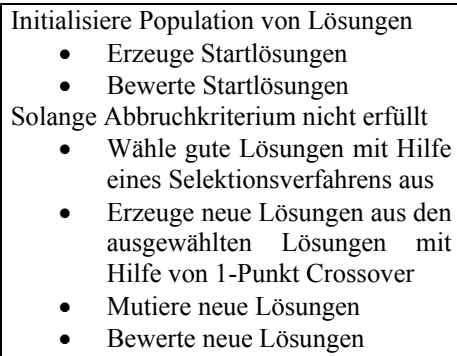 Initialisiere Population von Lösungen
• Erzeuge Startlösungen
• Bewerte Startlösungen
Solange Abbruchkriterium nicht erfüllt
• Wähle gute Lösungen mit Hilfe
eines Selektionsverfahrens aus
• Erzeuge neue Lösungen aus den
ausgewählten Lösungen mit
Hilfe von 1-Punkt Crossover
• Mutiere neue Lösungen
• Bewerte neue Lösungen